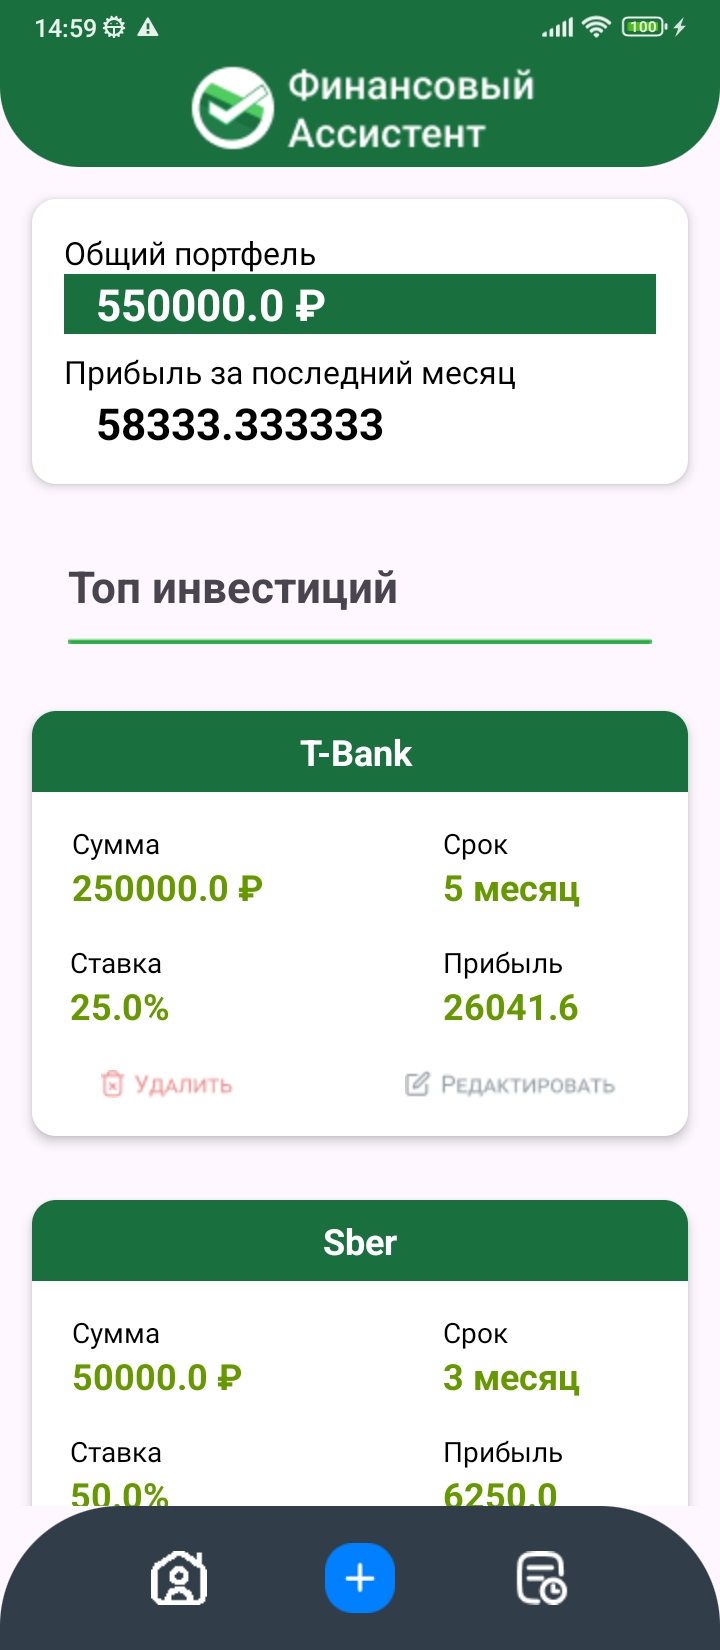 14:59
100
Финансовый
Ассистент
Общий портфель
550000.0 ₽
Прибыль за последний месяц
58333.333333
Топ инвестиций
T-Bank
Сумма
Срок
250000.0 ₽
5 месяц
Ставка
Прибыль
25.0%
26041.6
Удалить
Редактировать
Sber
Сумма
Срок
50000.0 ₽
3 месяц
Ставка
Прибыль
50.0%
6250.0